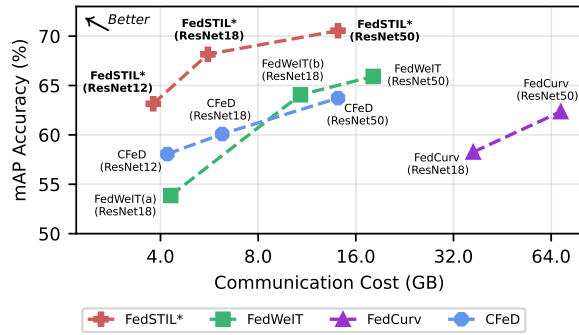 Better
FedSTIL*
(ResNet18)
FedSTIL*
(ResNet50)
FedSTIL*
(ResNet12)
FedWeIT(b)
(ResNet18)
FedWeIT
(ResNet50)
CFeD
(ResNet18)
CFeD
(ResNet50)
FedCurv
(ResNet50)
CFeD
(ResNet12)
FedCurv
(ResNet18)
FedWeIT(a)
(ResNet18)
mAP Accuracy (%)
70
65
60
55
50
4.0 8.0 16.0 32.0 64.0
Communication Cost (GB)
FedSTIL* FedWeIT FedCurv CFeD